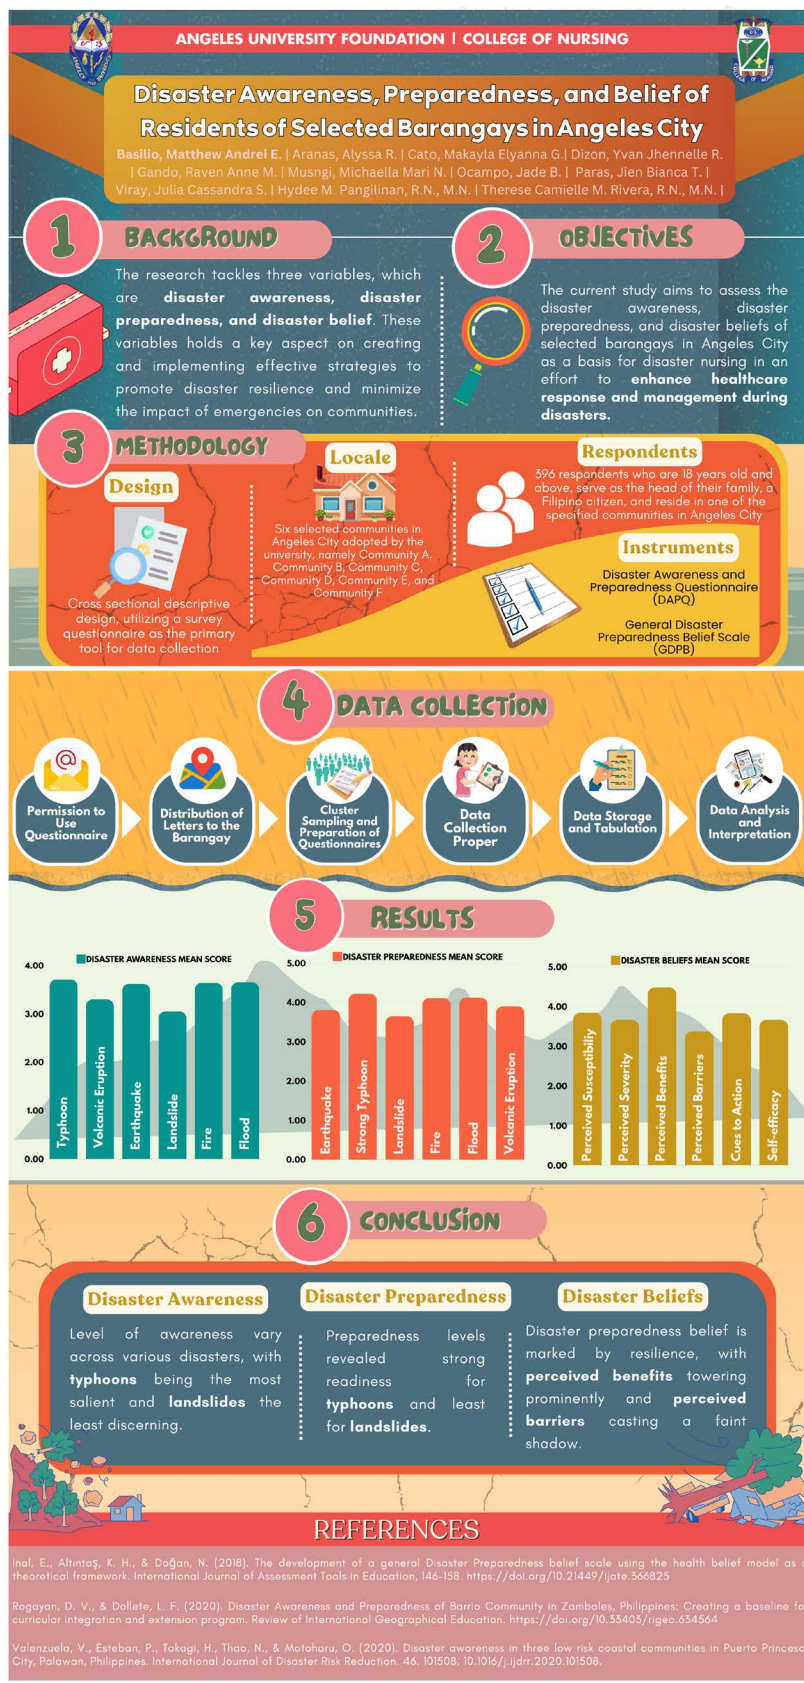 ANGELES UNIVERSITY FOUNDATION | COLLEGE OF NURSING
Disaster Awareness, Preparedness, and Belief of
Residents of Selected Barangays in Angeles City
Basilio, Matthew Andrei E. | Aranas, Alyssa R. | Cato, Makayla Elyanna G.| Dizon, Yvan Jhennelle R.
| Gando, Raven Anne M. | Musngi, Michaella Mari N. | Ocampo, Jade B. | Paras, Jien Bianca T. |
Viray, Julia Cassandra S. | Hydee M. Pangilinan, R.N., M.N. | Therese Camielle M. Rivera, R.N., M.N. |
1 BACKGROUND
The research tackles three variables, which
are disaster awareness, disaster
preparedness, and disaster belief. These
variables holds a key aspect on creating
and implementing effective strategies to
promote disaster resilience and minimize
the impact of emergencies on communities.
2 OBJECTIVES
The current study aims to assess the
disaster awareness, disaster
preparedness, and disaster beliefs of
selected barangays in Angeles City
as a basis for disaster nursing in an
effort to enhance healthcare
response and management during
disasters.
3 METHODOLOGY
Design
Cross sectional descriptive
design, utilizing a survey
questionnaire as the primary
tool for data collection
Locale
Six selected communities in
Angeles City adopted by the
university, namely Community A,
Community B, Community C,
Community D, Community E, and
Community F
Respondents
396 respondents who are 18 years old and
above, serve as the head of their family, a
Filipino citizen, and reside in one of the
specified communities in Angeles City
Instruments
Disaster Awareness and
Preparedness Questionnaire
(DAPQ)
General Disaster
Preparedness Belief Scale
(GDPB)
4 DATA COLLECTION
Permission to
Use
Questionnaire
Distribution of
Letters to the
Barangay
Cluster
Sampling and
Preparation of
Questionnaires
Data
Collection
Proper
Data Storage
and Tabulation
Data Analysis
and
Interpretation
5 RESULTS
DISASTER AWARENESS MEAN SCORE
4.00
3.00
2.00
1.00
0.00
Typhoon
Volcanic Eruption
Earthquake
Landslide
Fire
Flood
DISASTER PREPAREDNESS MEAN SCORE
5.00
4.00
3.00
2.00
1.00
0.00
Earthquake
Strong Typhoon
Landslide
Fire
Flood
Volcanic Eruption
DISASTER BELIEFS MEAN SCORE
5.00
4.00
3.00
2.00
1.00
0.00
Perceived Susceptibiliy
Perceived Severity
Perceived Benefits
Perceived Barriers
Cues to Action
Self-efficacy
6 CONCLUSION
Disaster Awareness
Level of awareness vary
across various disasters, with
typhoons being the most
salient and landslides the
least discerning.
Disaster Preparedness
Preparedness levels
revealed strong
readiness for
typhoons and least
for landslides.
Disaster Beliefs
Disaster preparedness belief is
marked by resilience, with
perceived benefits towering
prominently and perceived
barriers casting a faint
shadow.
REFERENCES
Inal, E., Altıntaş, K. H., & Doğan, N. (2018). The development of a general Disaster Preparedness belief scale using the health belief model as
theoretical framework. International Journal of Assessment Tools in Education, 146–158. https://doi.org/10.21449/ijate.366825
Rogayan, D. V., & Dollete, L. F. (2020). Disaster Awareness and Preparedness of Barrio Community in Zambales, Philippines: Creating a baseline fo
curricular integration and extension program. Review of International Geographical Education. https://doi.org/10.33403/rigeo.634564
Valenzuela, V., Esteban, P., Takagi, H., Thao, N., & Motoharu, O. (2020). Disaster awareness in three low risk coastal communities in Puerto Princesa
City, Palowan, Philippines. International Journal of Disaster Risk Reduction. 46. 101508. 10.1016/j.ijdrr.2020.101508.